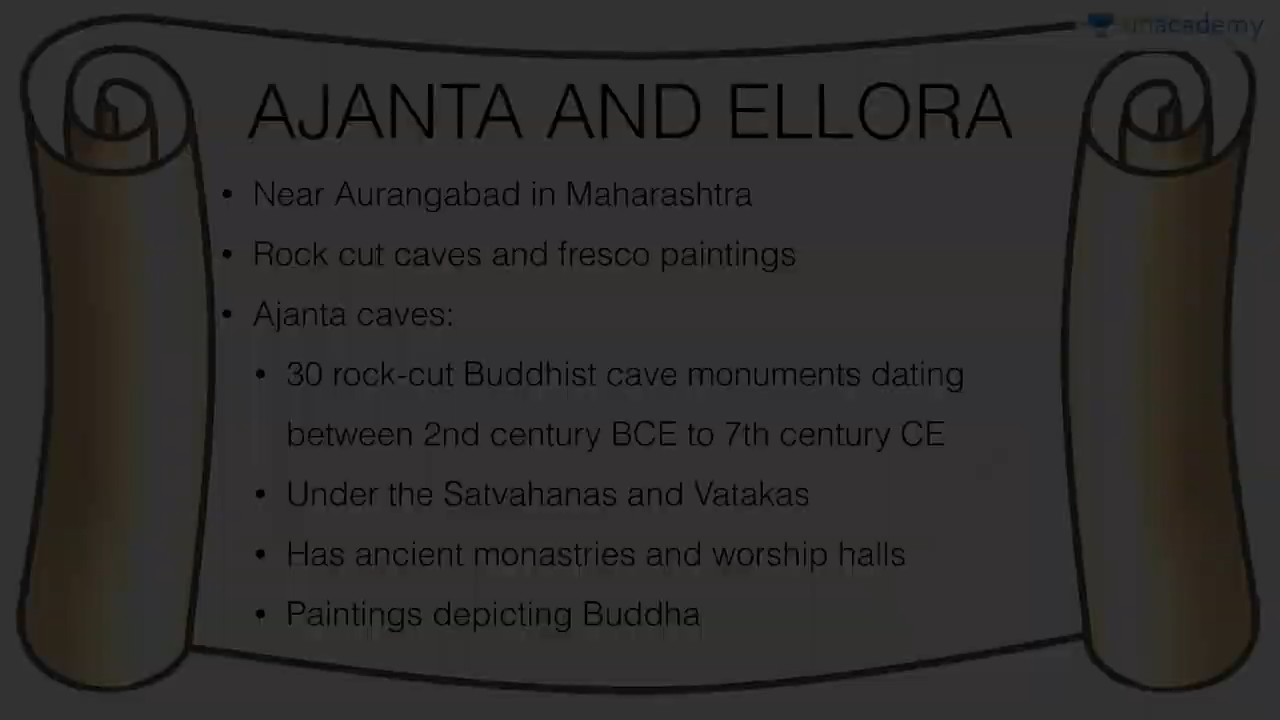 unacademy
AJANTA AND ELLORA
• Near Aurangabad in Maharashtra
• Rock cut caves and fresco paintings
• Ajanta caves:
• 30 rock-cut Buddhist cave monuments dating
between 2nd century BCE to 7th century CE
• Under the Satvahanas and Vatakas
• Has ancient monastries and worship halls
• Paintings depicting Buddha